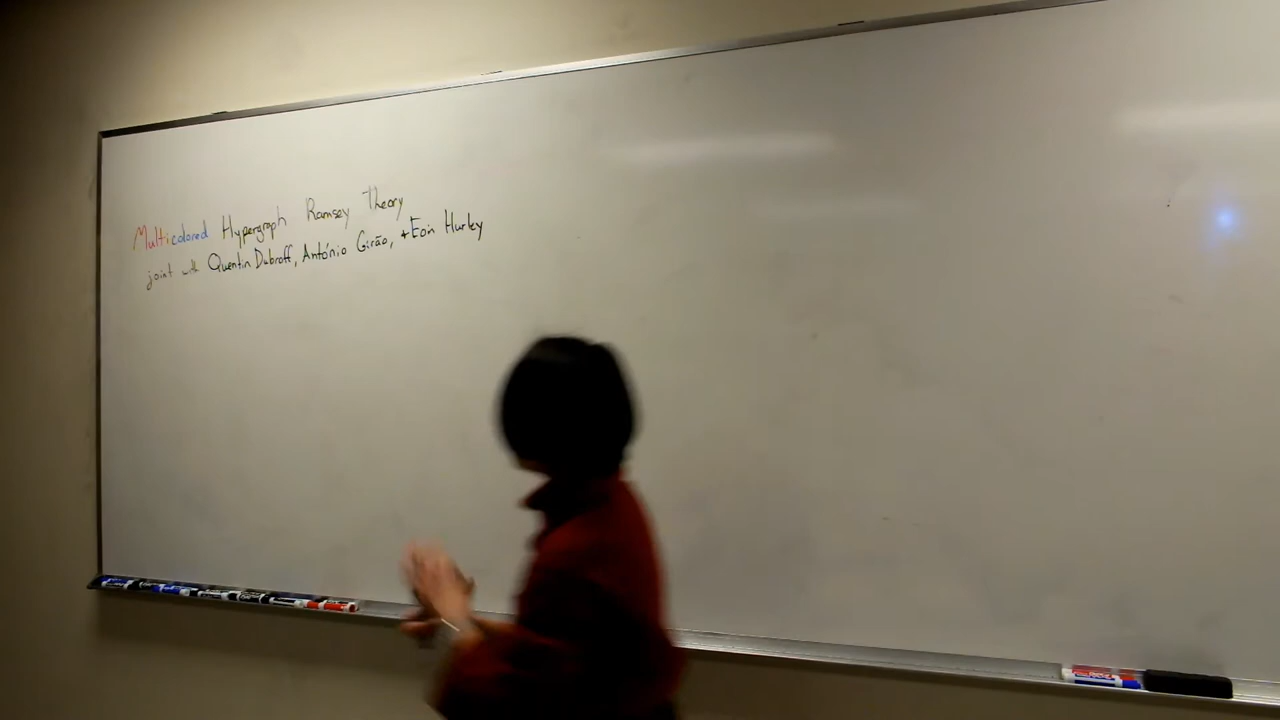 Multicolored Hypergraph Ramsey Theory
joint with Quentin Dubroff, António Girão, + Eoin Hurley